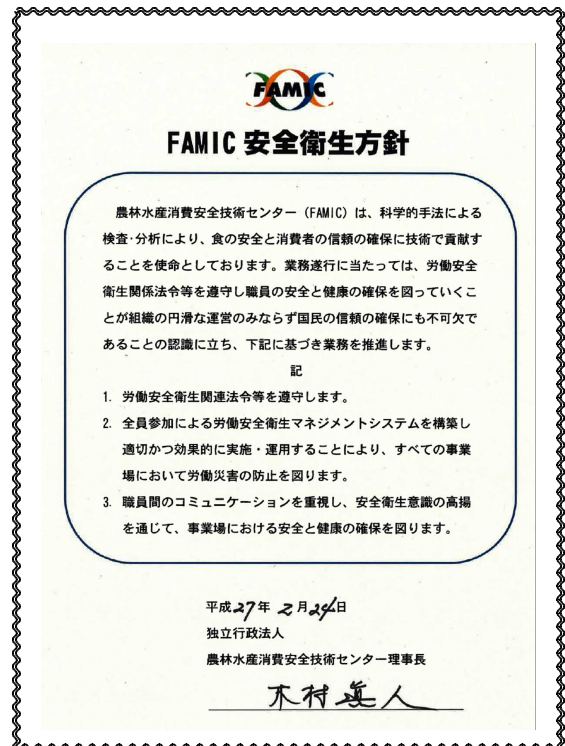 FAMIC
FAMIC 安全衛生方針
農林水産消費安全技術センター（FAMIC）は、科学的手法による
検査・分析により、食の安全と消費者の信頼の確保に技術で貢献す
ることを使命としております。業務遂行に当たっては、労働安全
衛生関係法令等を遵守し職員の安全と健康の確保を図っていくこ
とが組織の円滑な運営のみならず国民の信頼の確保にも不可欠で
あることの認識に立ち、下記に基づき業務を推進します。
記
1. 労働安全衛生関連法令等を遵守します。
2. 全員参加による労働安全衛生マネジメントシステムを構築し
適切かつ効果的に実施・運用することにより、すべての事業
場において労働災害の防止を図ります。
3. 職員間のコミュニケーションを重視し、安全衛生意識の高揚
を通じて、事業場における安全と健康の確保を図ります。
平成27年 2月24日
独立行政法人
農林水産消費安全技術センター理事長
木村眞人